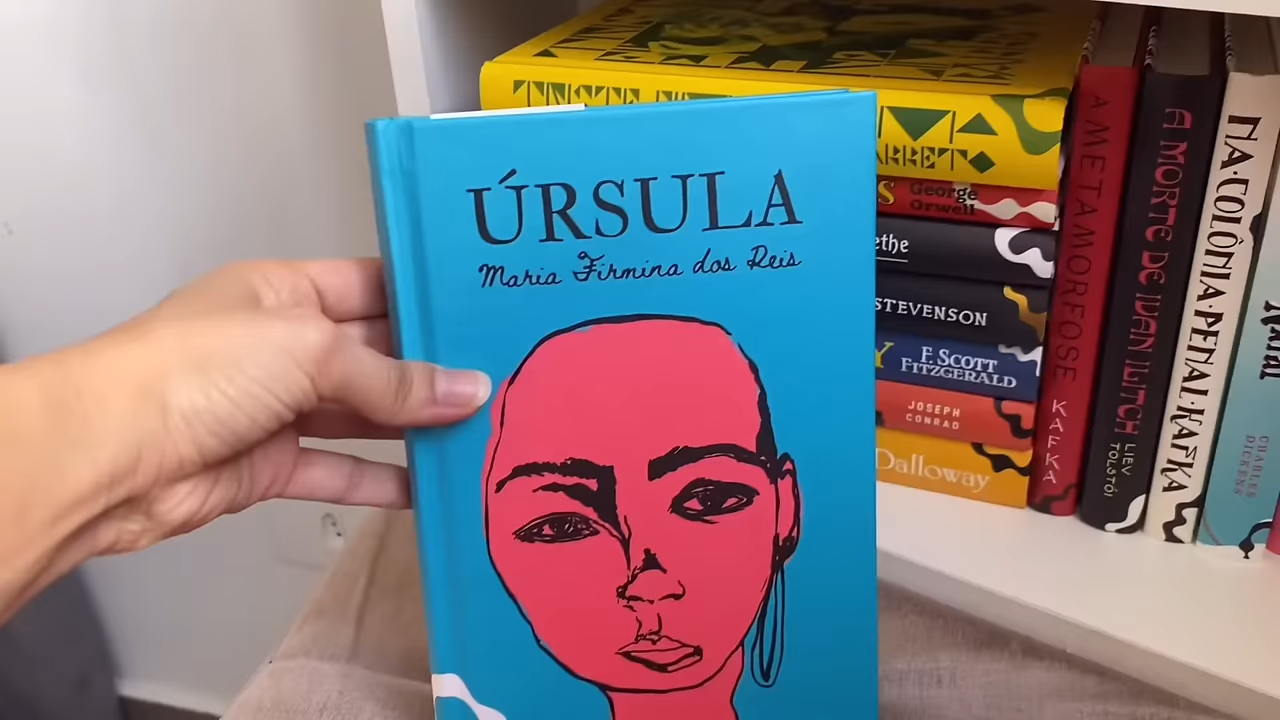 ÚRSULA
Maria Firmina dos Reis
TRISTE
George
Orwell
STEVENSON
F. SCOTT
FITZGERALD
JOSEPH
CONRAD
Dalloway
A METAMORFOSE KAFKA
A MORTE DE IVAN ILITCH LIEV TOLSTÓI
NA COLÔNIA PENAL KAFKA
CHARLES DICKENS